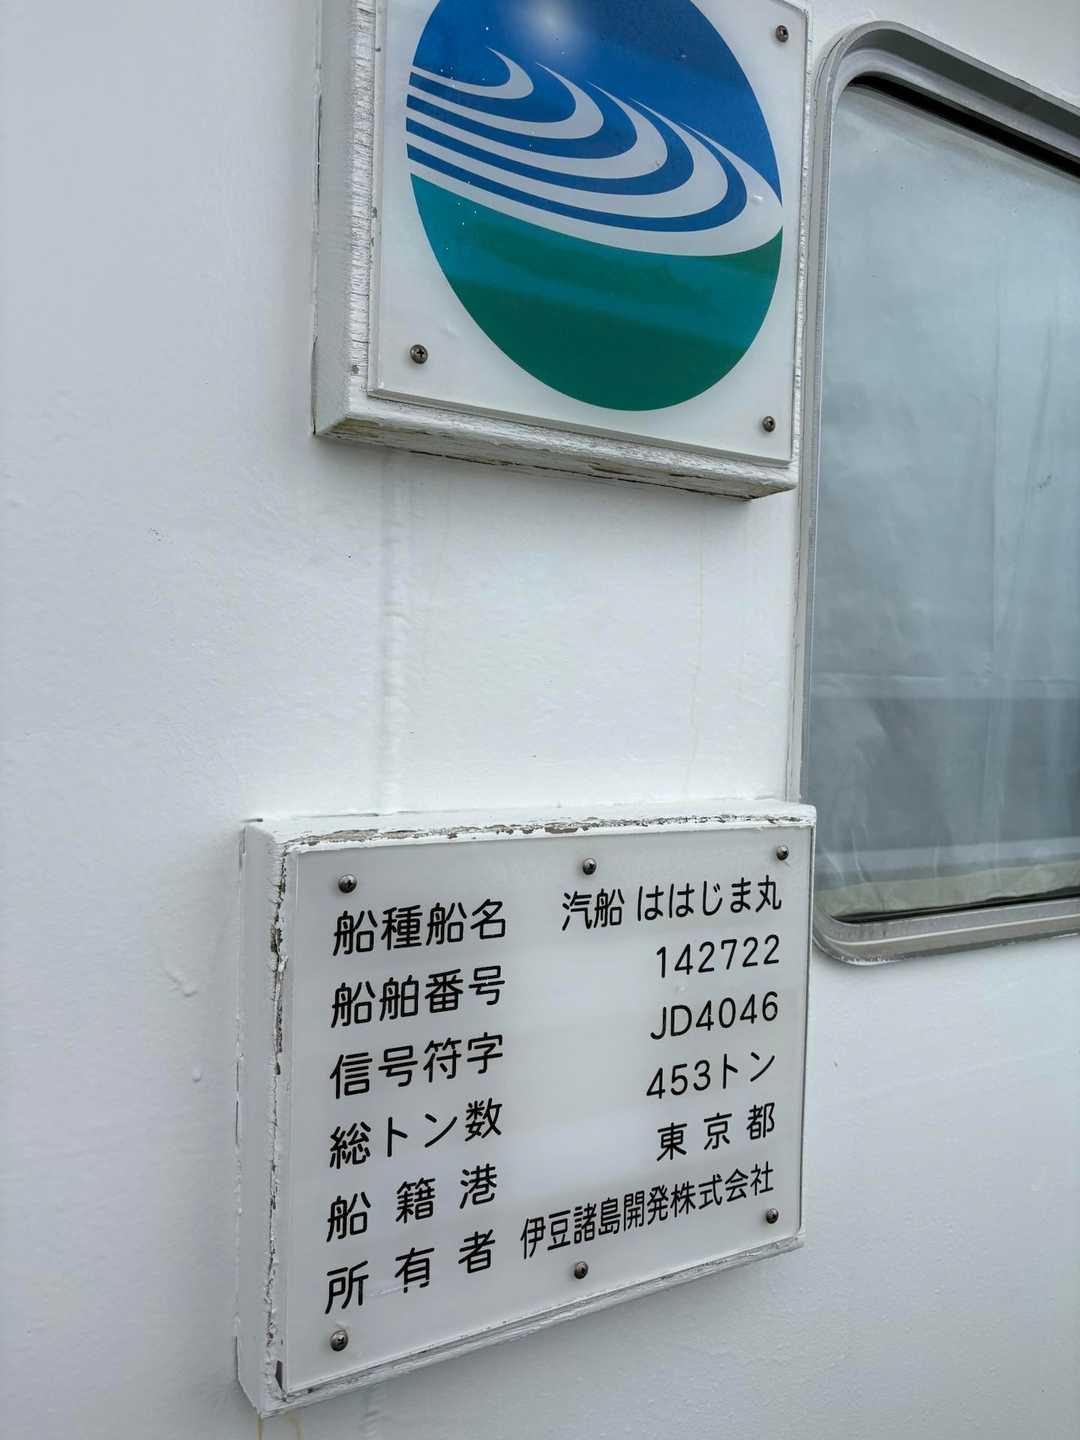 船種船名 汽船 ははじま丸
船舶番号 142722
信号符字 JD4046
総トン数 453トン
船籍港 東京都
所有者 伊豆諸島開発株式会社